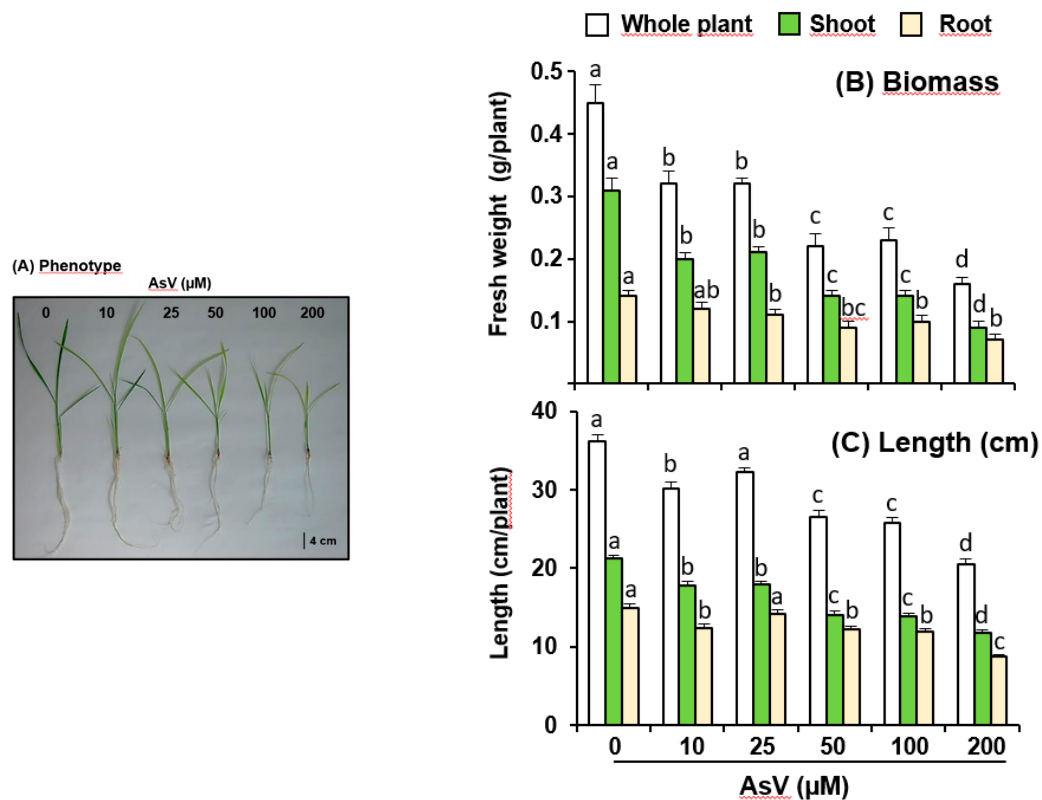 Whole plant Shoot Root
(A) Phenotype
AsV (μM)
0 10 25 50 100 200
4 cm
(B) Biomass
Fresh weight (g/plant)
0.5
0.4
0.3
0.2
0.1
a a a
b b ab
b b b
c c bc
c c b
d d b
(C) Length (cm)
Length (cm/plant)
40
30
20
10
0
a a a
b b b
a b a
c c b
c c b
d d c
0 10 25 50 100 200
AsV (μM)